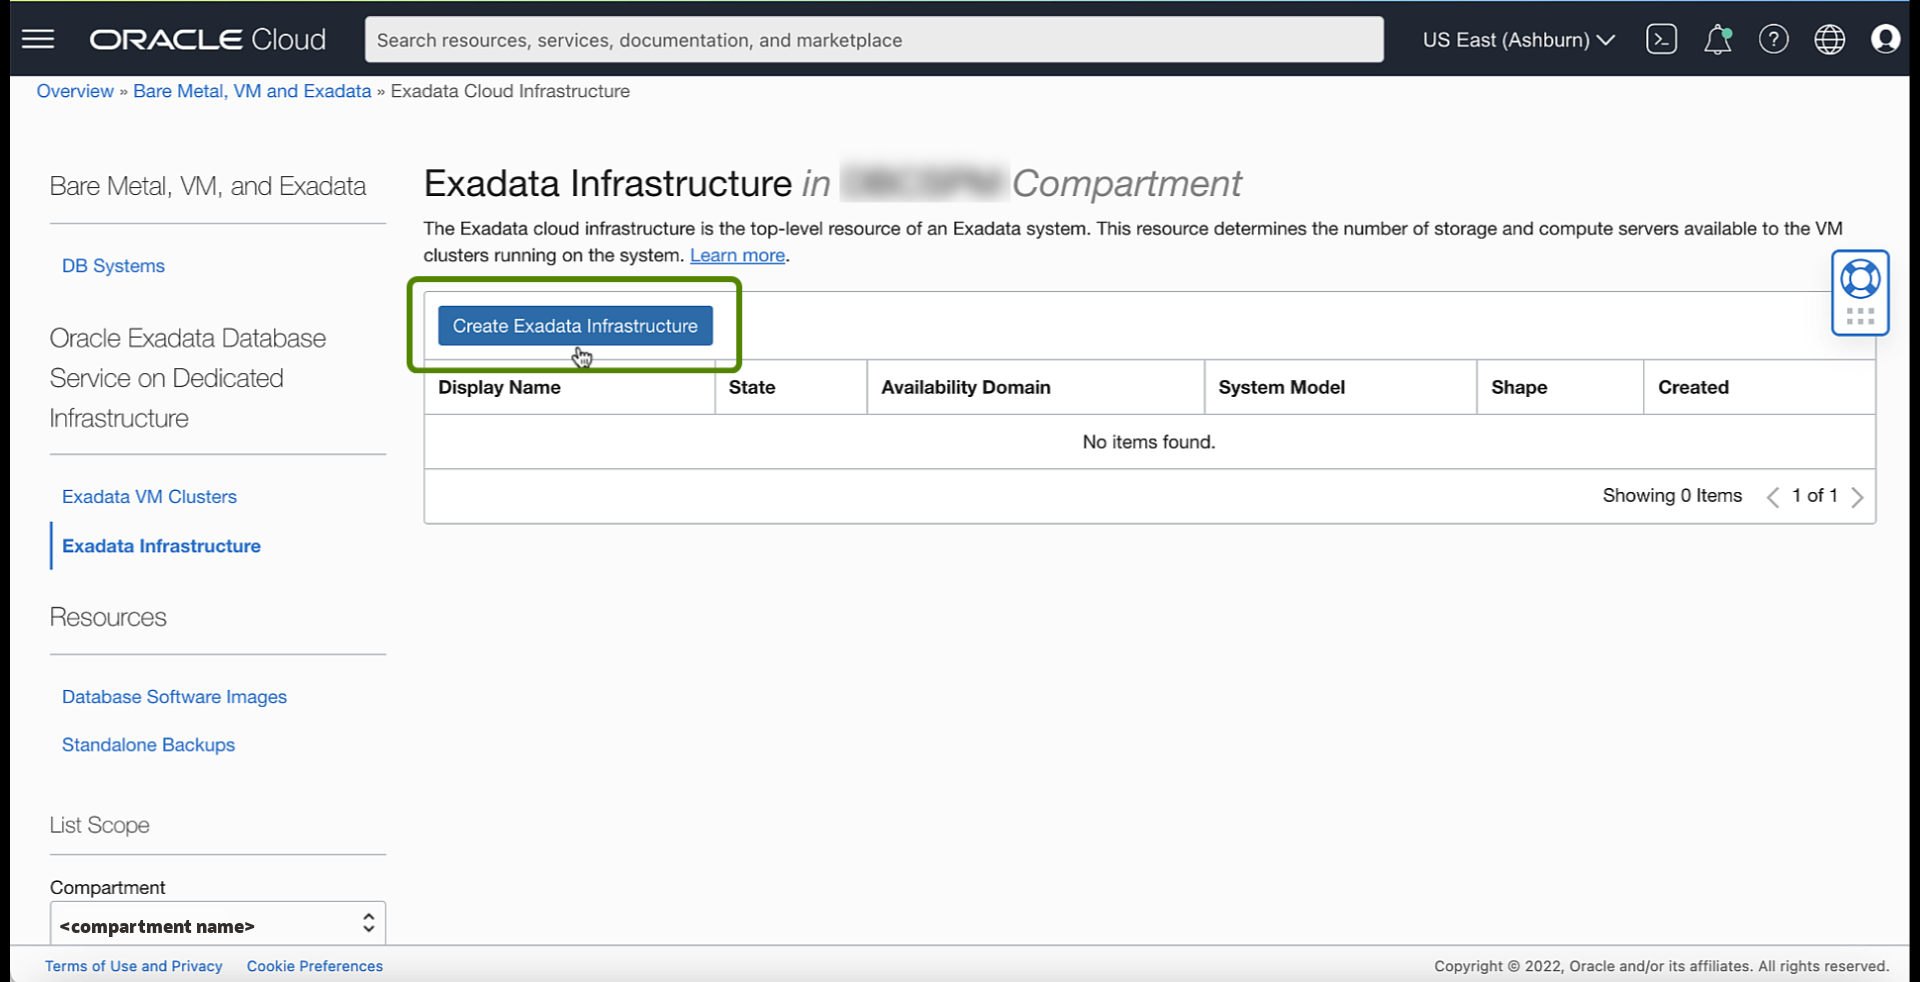 ORACLE Cloud
Search resources, services, documentation, and marketplace
US East (Ashburn)
Overview » Bare Metal, VM and Exadata » Exadata Cloud Infrastructure
Bare Metal, VM, and Exadata
DB Systems
Oracle Exadata Database
Service on Dedicated
Infrastructure
Exadata VM Clusters
Exadata Infrastructure
Resources
Database Software Images
Standalone Backups
List Scope
Compartment
<compartment name>
Exadata Infrastructure in Compartment
The Exadata cloud infrastructure is the top-level resource of an Exadata system. This resource determines the number of storage and compute servers available to the VM
clusters running on the system. Learn more.
Create Exadata Infrastructure
Display Name State Availability Domain System Model Shape Created
No items found.
Showing 0 Items < 1 of 1 >
Terms of Use and Privacy Cookie Preferences
Copyright © 2022, Oracle and/or its affiliates. All rights reserved.